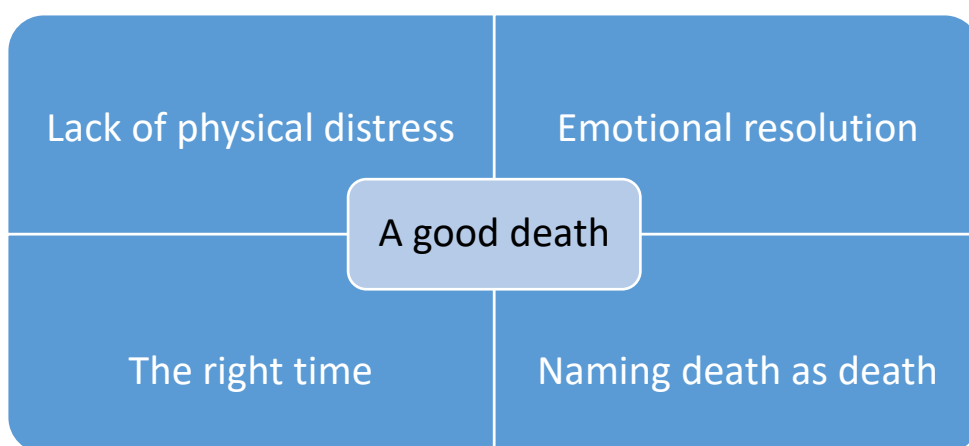 Lack of physical distress
Emotional resolution
A good death
The right time
Naming death as death